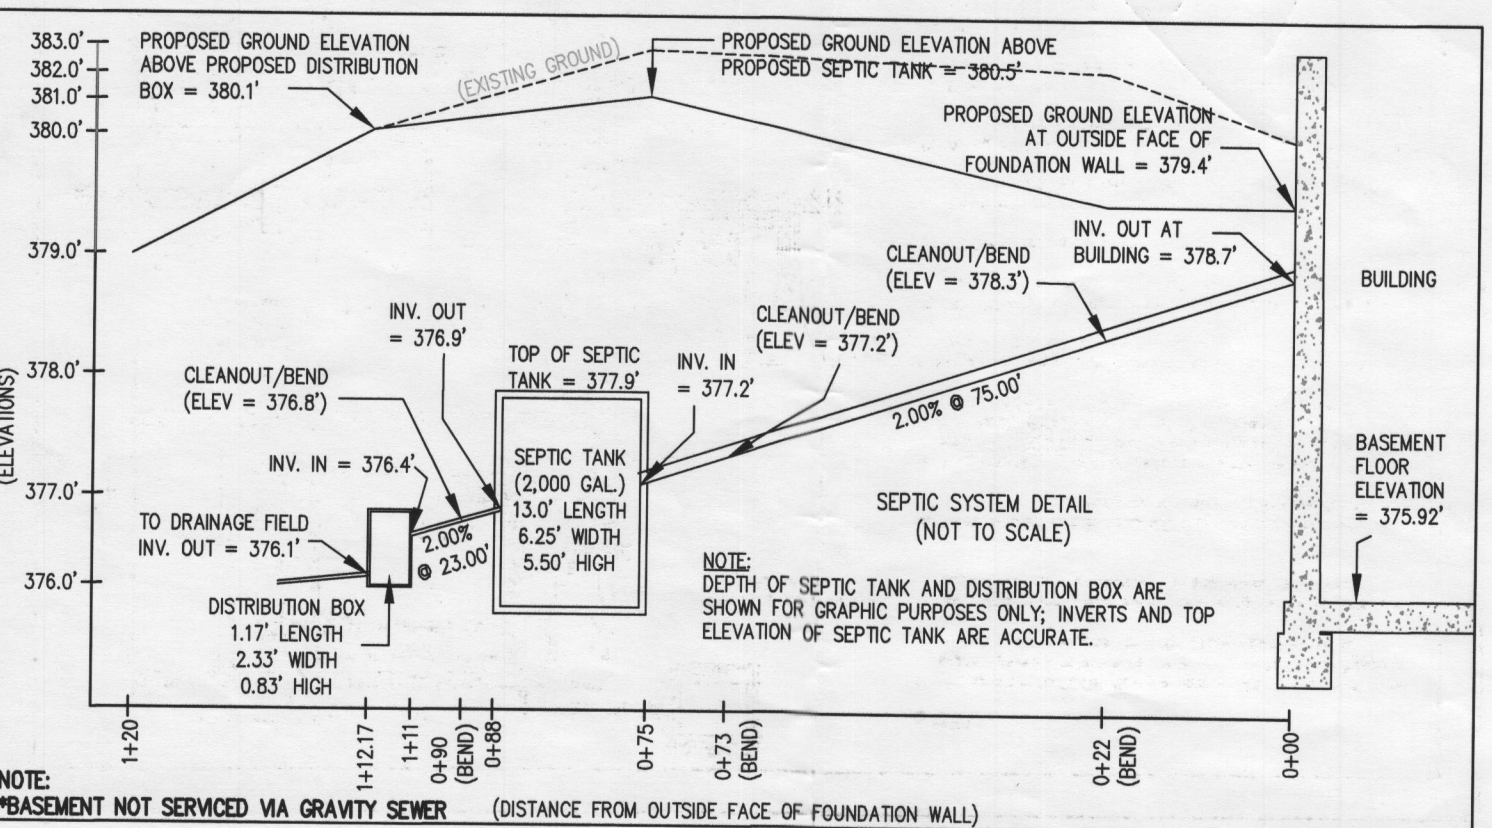 383.0'
382.0'
381.0'
380.0'
379.0'
378.0'
377.0'
376.0'
(ELEVATIONS)
PROPOSED GROUND ELEVATION
ABOVE PROPOSED DISTRIBUTION
BOX = 380.1'
(EXISTING GROUND)
PROPOSED GROUND ELEVATION ABOVE
PROPOSED SEPTIC TANK = 380.5'
PROPOSED GROUND ELEVATION
AT OUTSIDE FACE OF
FOUNDATION WALL = 379.4'
INV. OUT AT
BUILDING = 378.7'
BUILDING
CLEANOUT/BEND
(ELEV = 378.3')
CLEANOUT/BEND
(ELEV = 377.2')
INV. OUT
= 376.9'
TOP OF SEPTIC
TANK = 377.9'
INV. IN
= 377.2'
CLEANOUT/BEND
(ELEV = 376.8')
2.00% @ 75.00'
INV. IN = 376.4'
SEPTIC TANK
(2,000 GAL.)
13.0' LENGTH
6.25' WIDTH
5.50' HIGH
BASEMENT
FLOOR
ELEVATION
= 375.92'
SEPTIC SYSTEM DETAIL
(NOT TO SCALE)
TO DRAINAGE FIELD
INV. OUT = 376.1'
2.00%
@ 23.00'
NOTE:
DEPTH OF SEPTIC TANK AND DISTRIBUTION BOX ARE
SHOWN FOR GRAPHIC PURPOSES ONLY; INVERTS AND TOP
ELEVATION OF SEPTIC TANK ARE ACCURATE.
DISTRIBUTION BOX
1.17' LENGTH
2.33' WIDTH
0.83' HIGH
1+20
1+12.17
1+11
0+90
(BEND)
0+88
0+75
0+73
(BEND)
0+22
(BEND)
0+00
NOTE:
*BASEMENT NOT SERVICED VIA GRAVITY SEWER
(DISTANCE FROM OUTSIDE FACE OF FOUNDATION WALL)